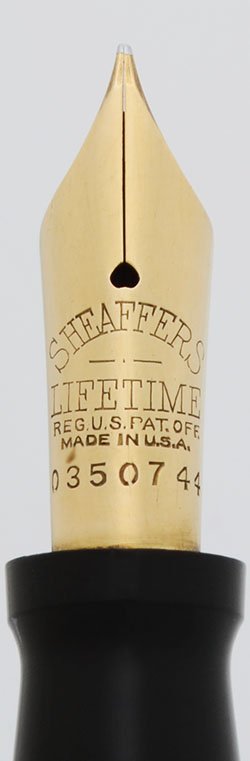 SHEAFFERS
LIFETIME
REG. U.S. PAT. OFF.
MADE IN U.S.A.
0350744